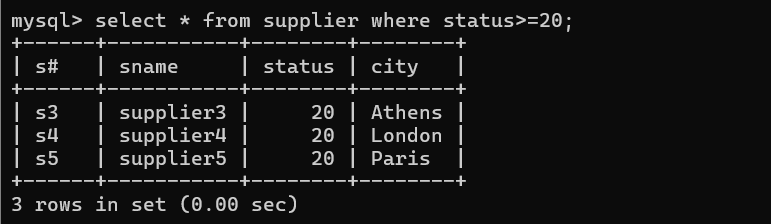 mysql> select * from supplier where status>=20;
+------+-----------+--------+--------+
| s#   | sname     | status | city   |
+------+-----------+--------+--------+
| s3   | supplier3 |     20 | Athens |
| s4   | supplier4 |     20 | London |
| s5   | supplier5 |     20 | Paris  |
+------+-----------+--------+--------+
3 rows in set (0.00 sec)